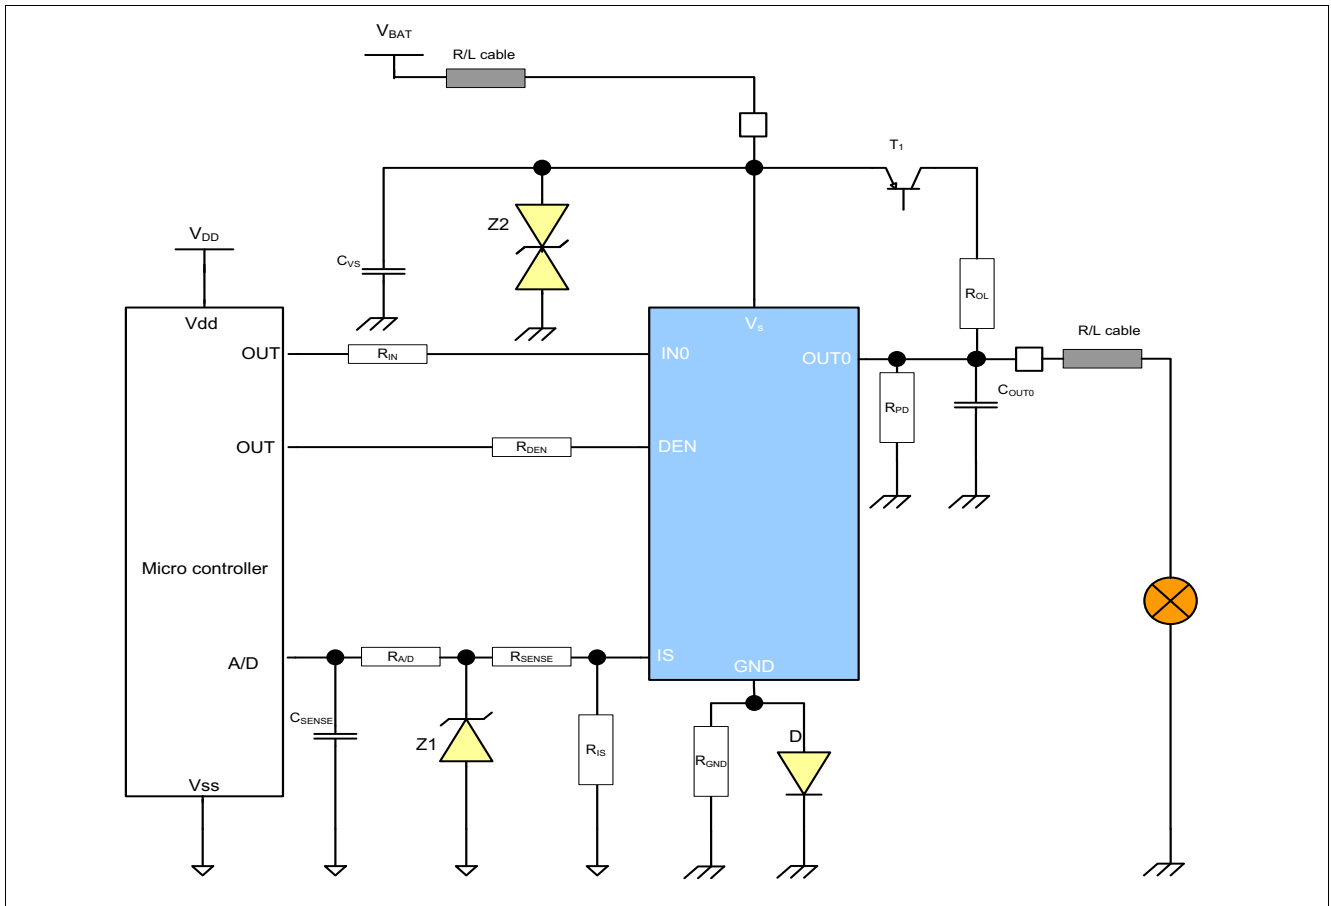 VBAT
R/L cable
T1
Z2
VDD
CVS
ROL
Vdd
Vs
R/L cable
OUT
RIN
IN0
OUT0
COUT0
RPD
OUT
RDEN
DEN
Micro controller
A/D
RA/D
RSENSE
IS
GND
CSENSE
Z1
RIS
RGND
D
Vss